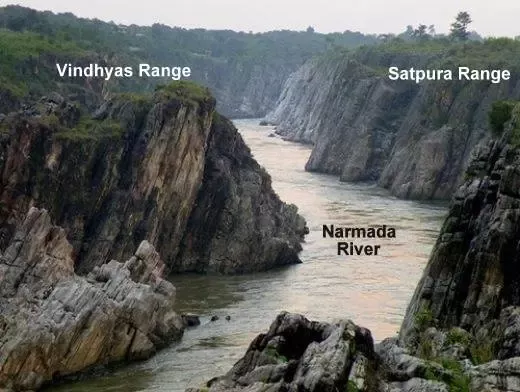 Vindhyas Range
Satpura Range
Narmada
River